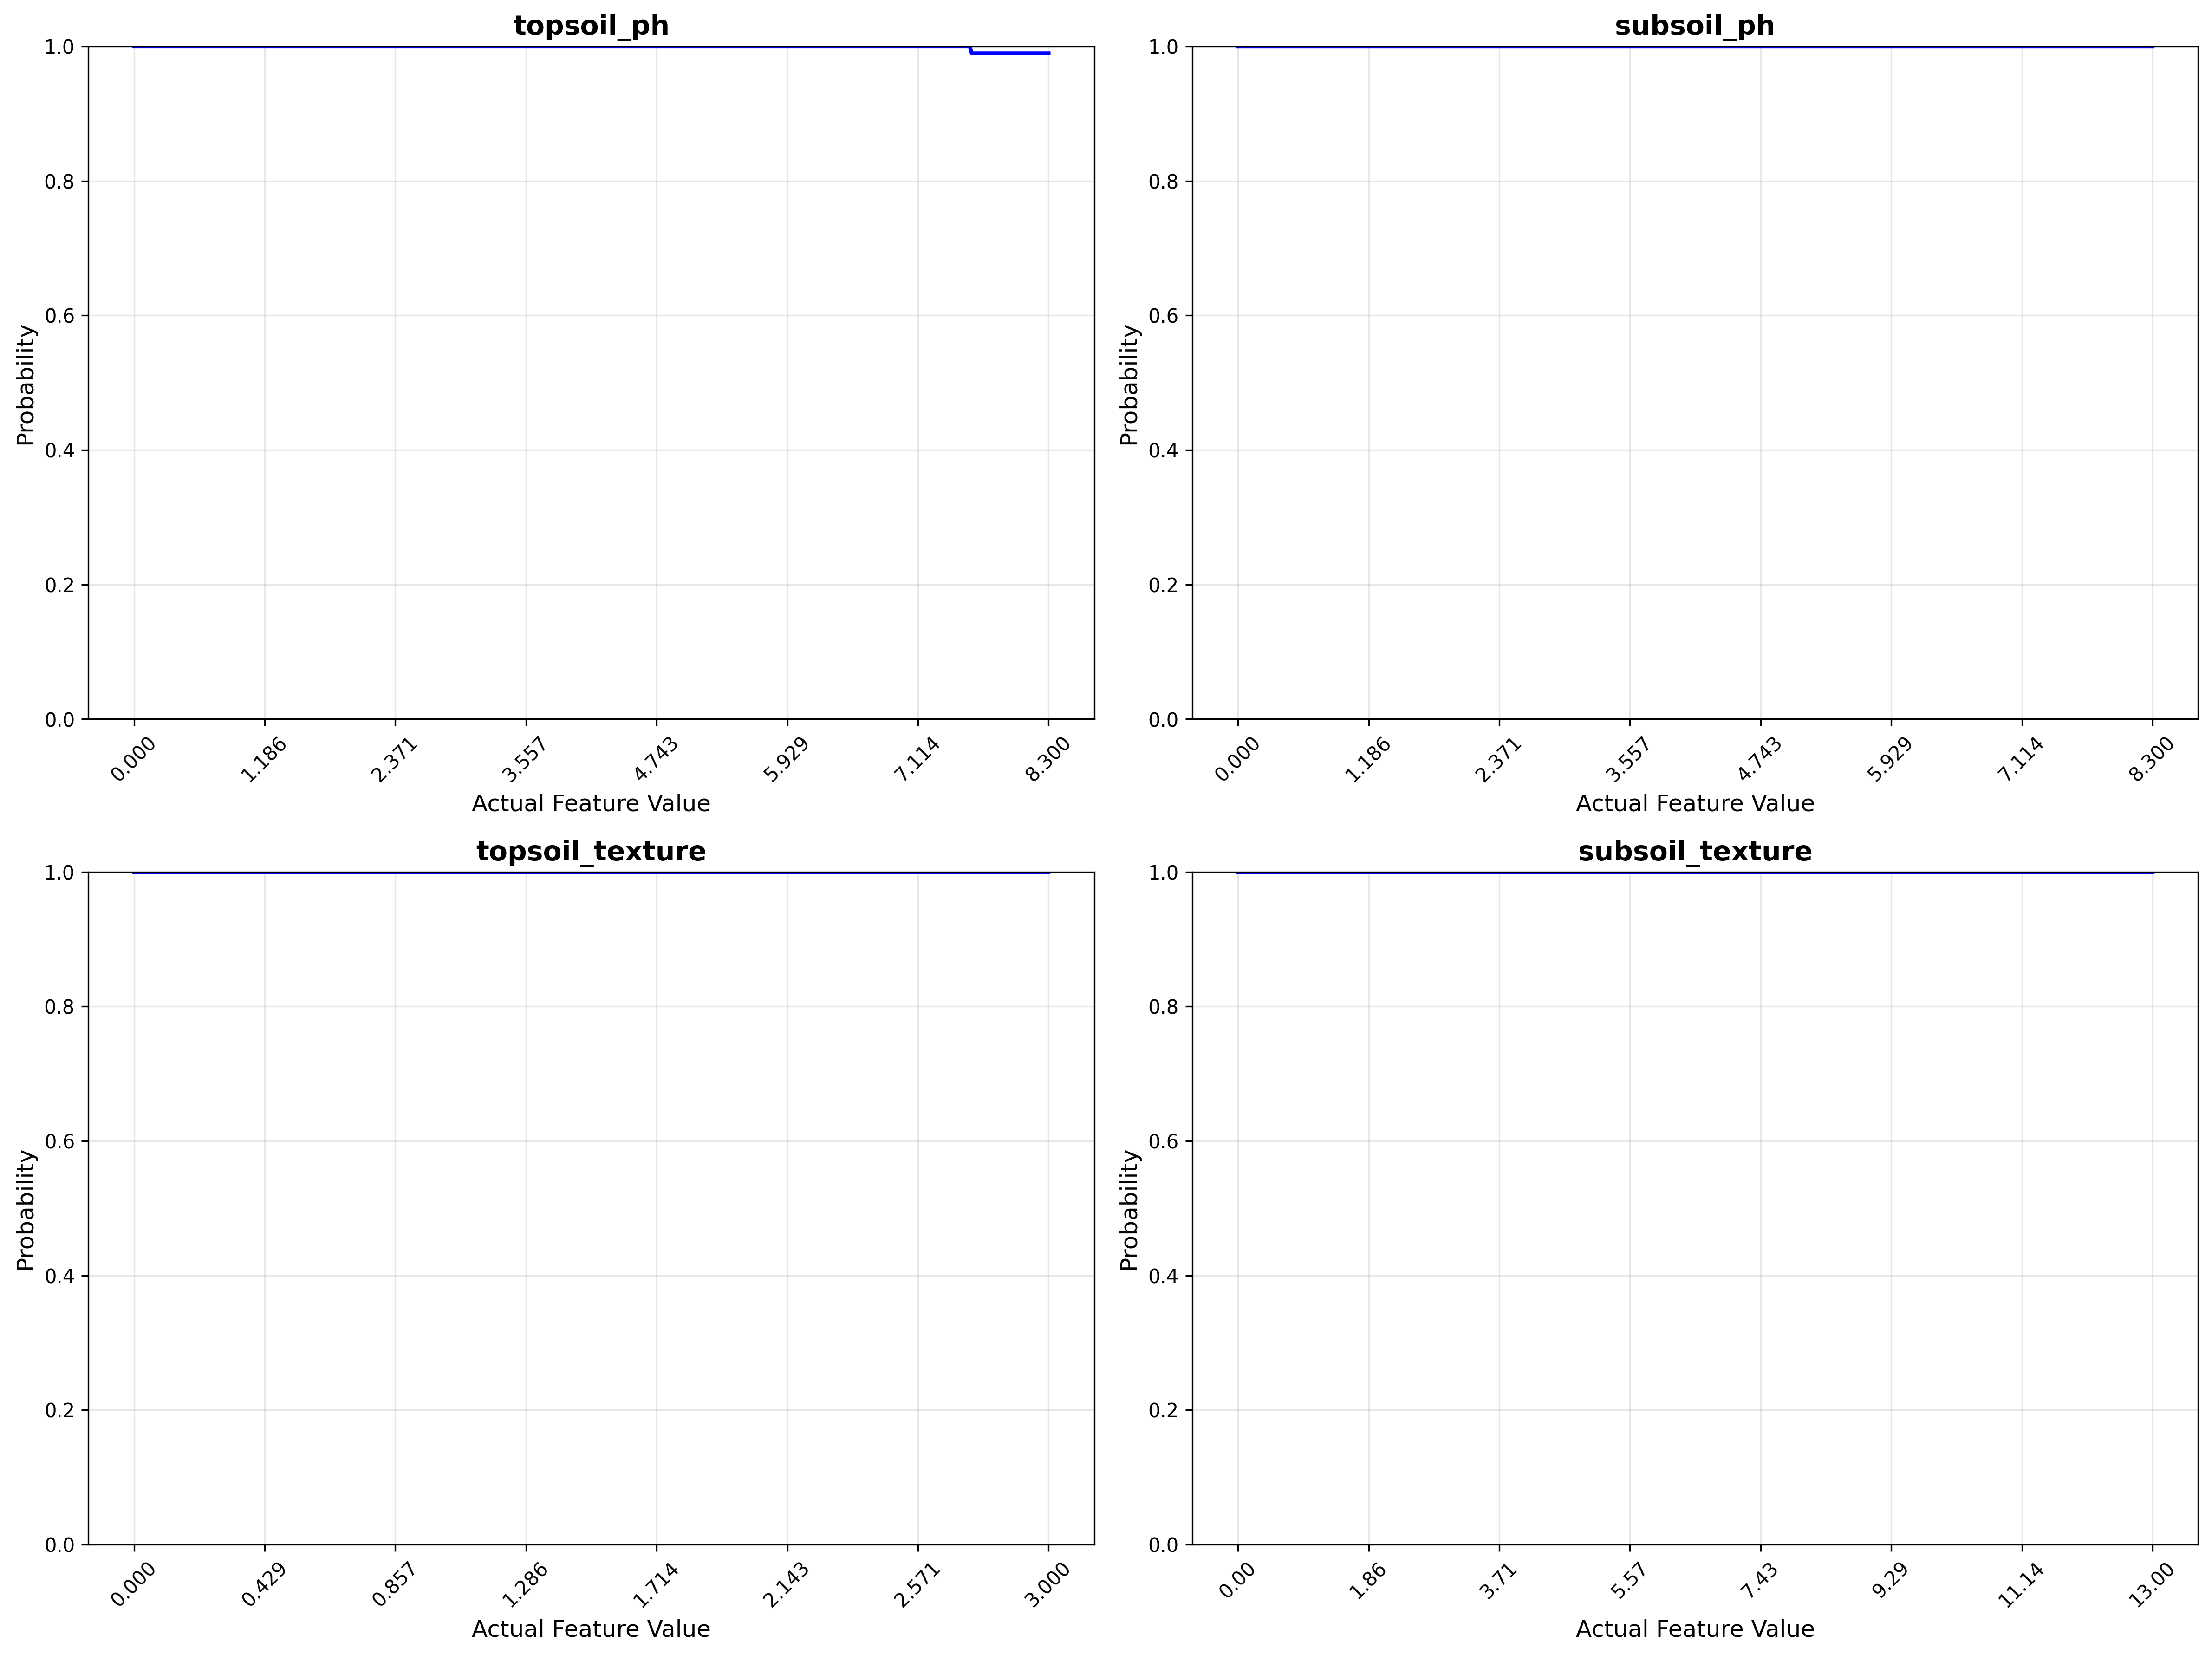 topsoil_ph
1.0
0.8
0.6
0.4
0.2
0.0
Probability
0.000 1.186 2.371 3.557 4.743 5.929 7.114 8.300
Actual Feature Value
subsoil_ph
1.0
0.8
0.6
0.4
0.2
0.0
Probability
0.000 1.186 2.371 3.557 4.743 5.929 7.114 8.300
Actual Feature Value
topsoil_texture
1.0
0.8
0.6
0.4
0.2
0.0
Probability
0.000 0.429 0.857 1.286 1.714 2.143 2.571 3.000
Actual Feature Value
subsoil_texture
1.0
0.8
0.6
0.4
0.2
0.0
Probability
0.00 1.86 3.71 5.57 7.43 9.29 11.14 13.00
Actual Feature Value